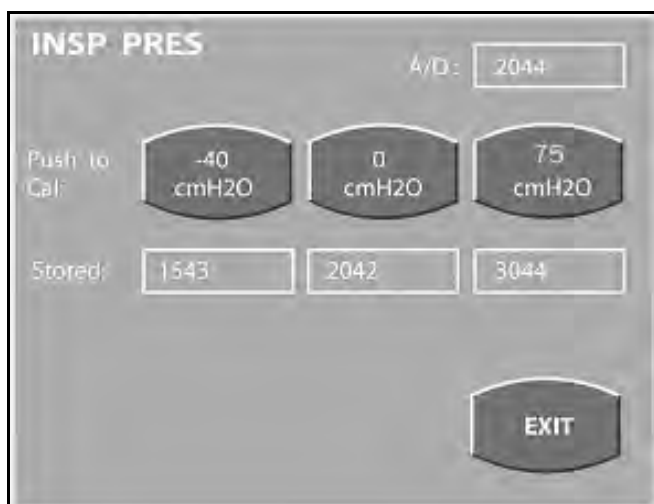 INSP PRES
A/D: 2044
Push to Cal:
-40 cmH2O
0 cmH2O
75 cmH2O
Stored: 1543 2042 3044
EXIT